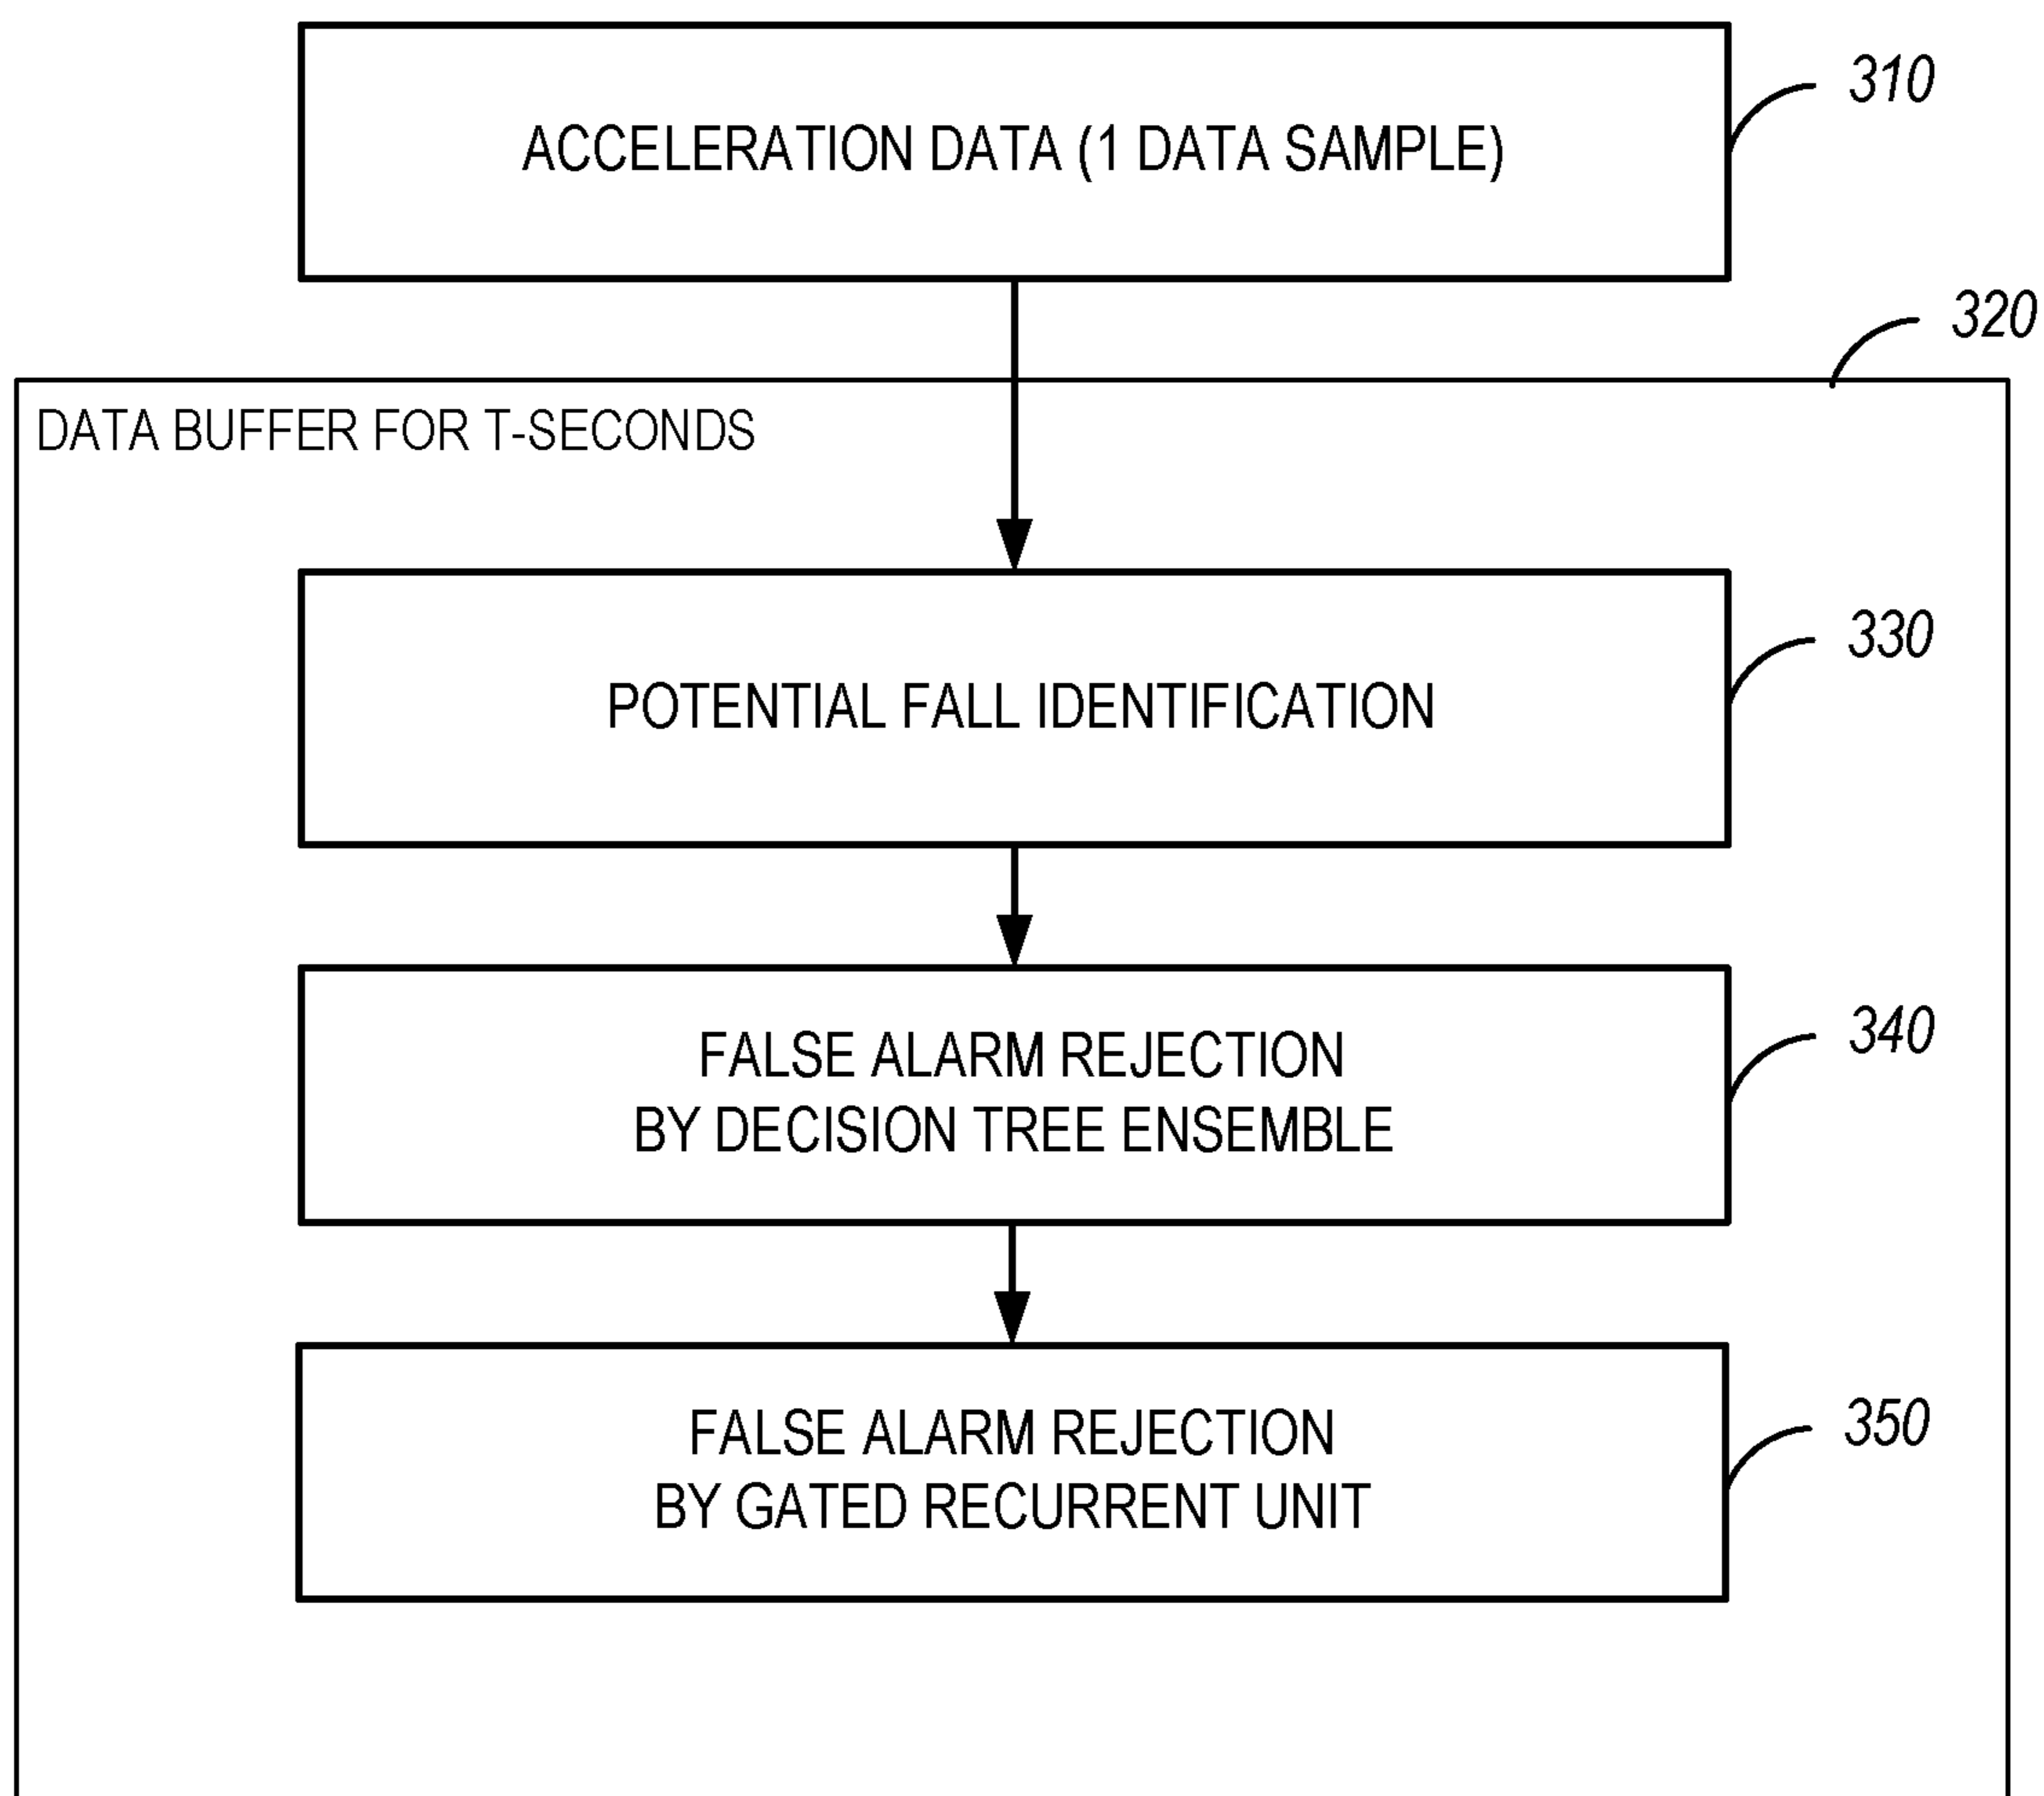 ACCELERATION DATA (1 DATA SAMPLE)
310
320
DATA BUFFER FOR T-SECONDS
330
POTENTIAL FALL IDENTIFICATION
340
FALSE ALARM REJECTION
BY DECISION TREE ENSEMBLE
350
FALSE ALARM REJECTION
BY GATED RECURRENT UNIT